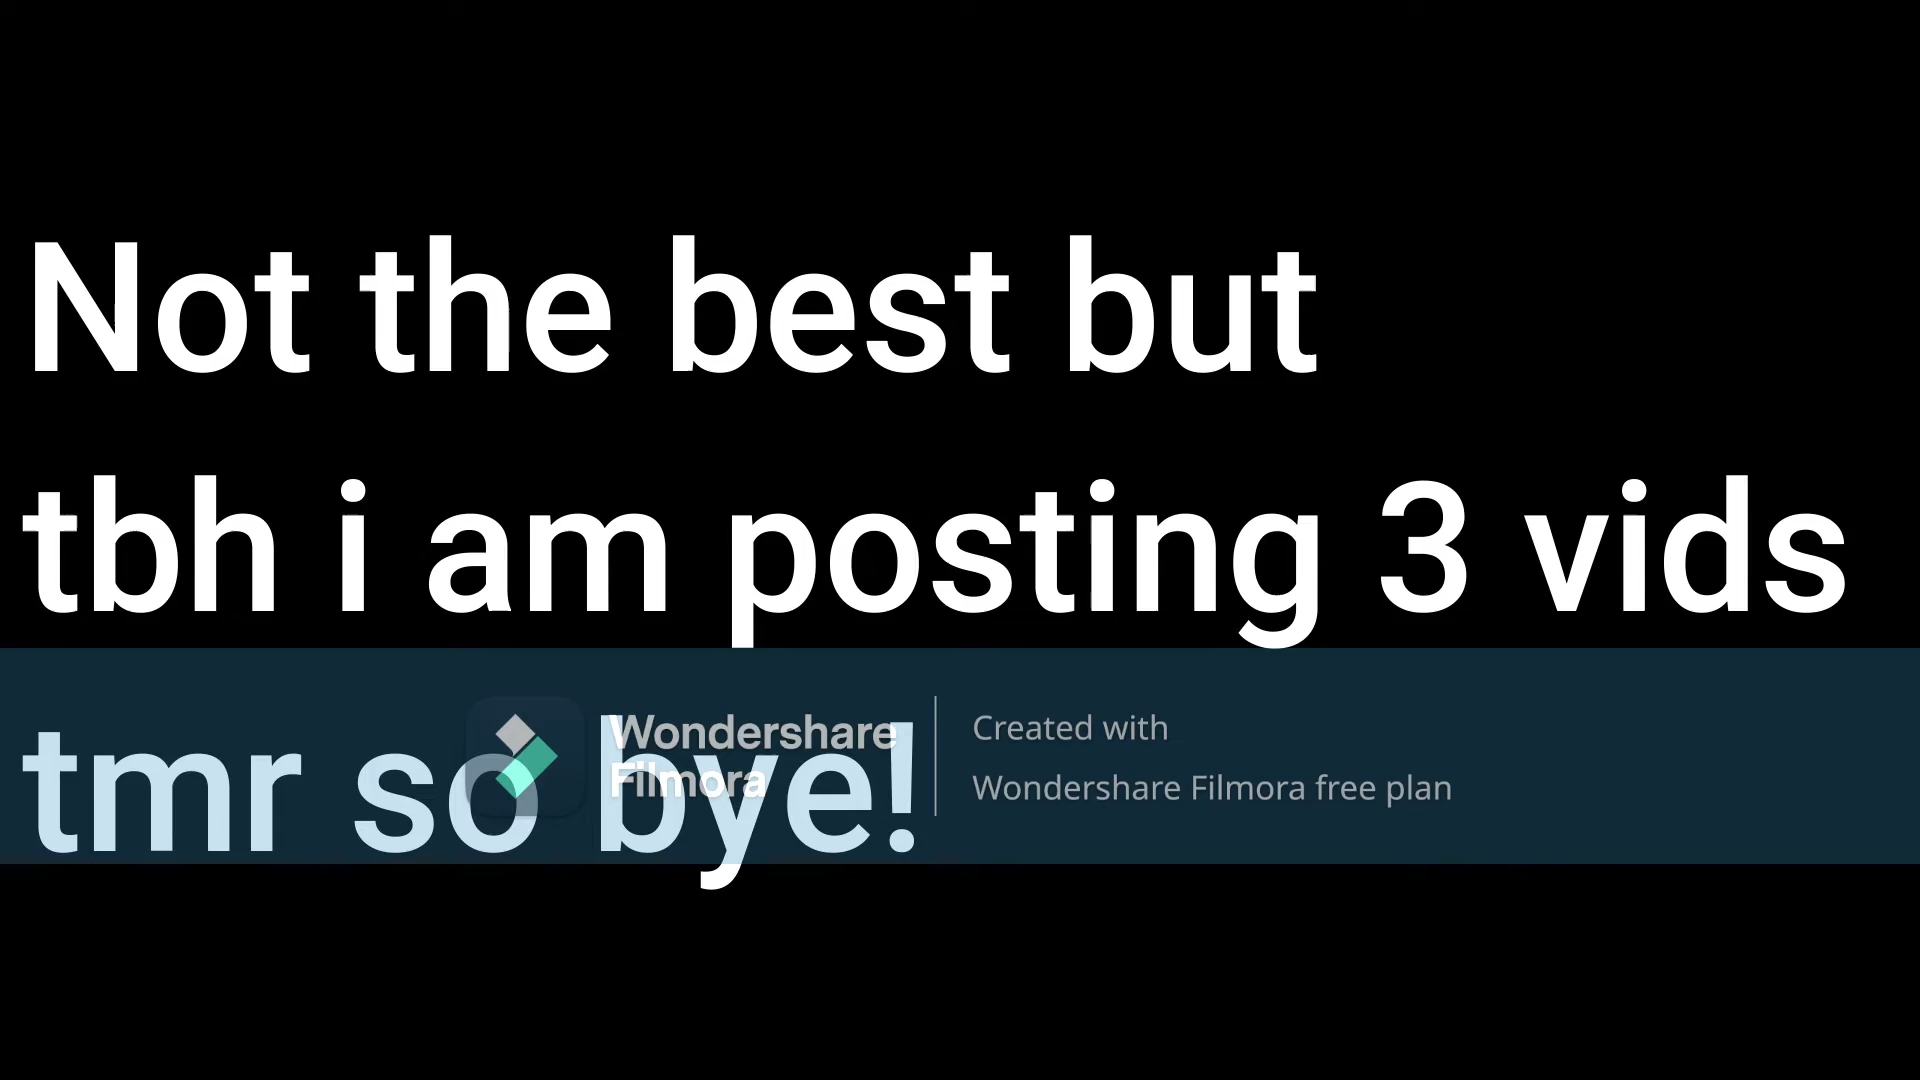 Not the best but
tbh i am posting 3 vids
tmr so bye!
Wondershare
Filmora
Created with
Wondershare Filmora free plan